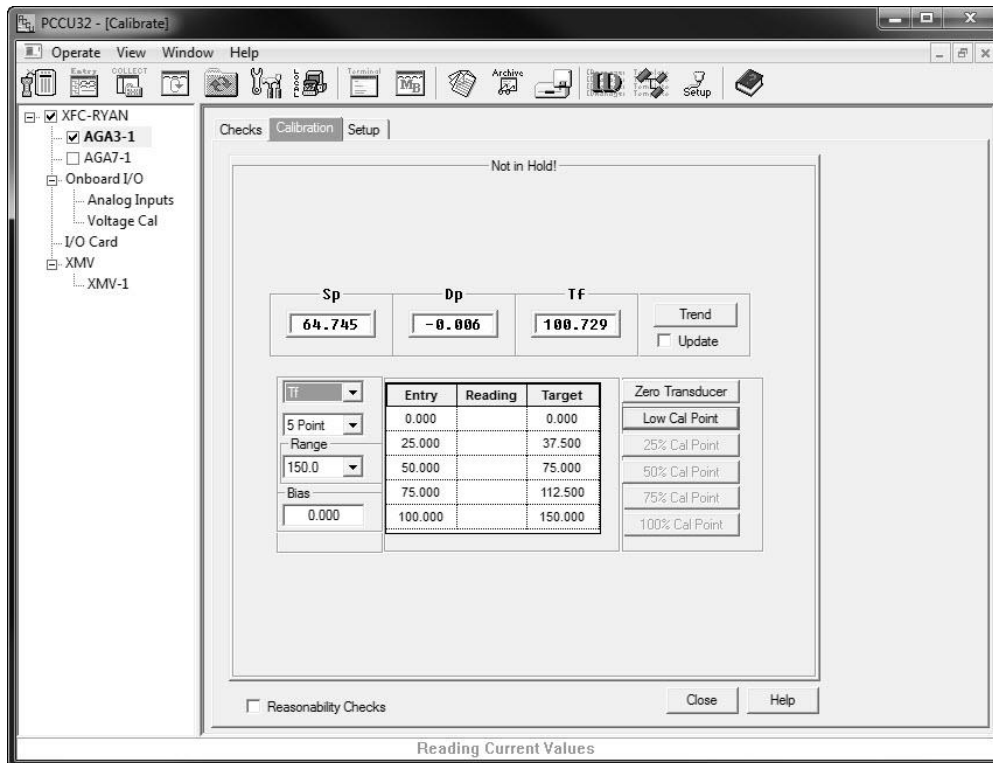 PCCU32 - [Calibrate]
Operate View Window Help
Entry COLLECT Terminal MB Archive Setup
XFC-RYAN
AGA3-1
AGA7-1
Onboard I/O
Analog Inputs
Voltage Cal
I/O Card
XMV
XMV-1
Checks Calibration Setup
Not in Hold!
Sp Dp Tf
64.745 -0.006 100.729
Trend
Update
Tf
5 Point
Range
150.0
Bias
0.000
Entry Reading Target
0.000 0.000
25.000 37.500
50.000 75.000
75.000 112.500
100.000 150.000
Zero Transducer
Low Cal Point
25% Cal Point
50% Cal Point
75% Cal Point
100% Cal Point
Reasonability Checks
Close Help
Reading Current Values